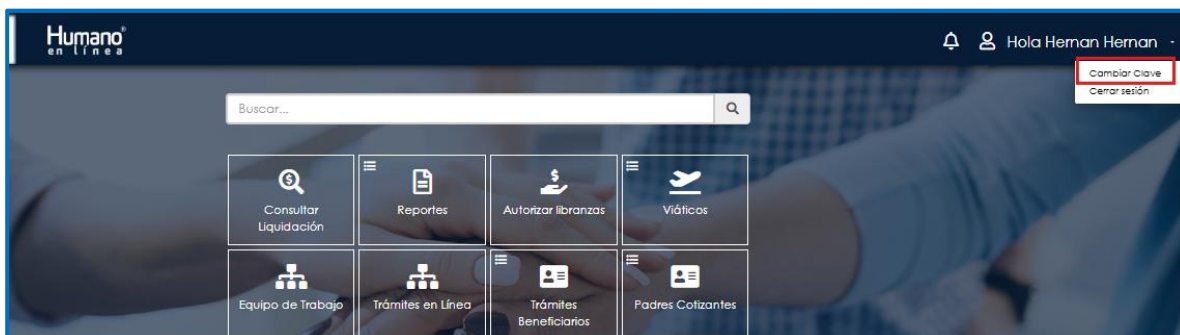 Humano®
en línea
Hola Hernan Hernan
Cambiar Clave
Cerrar sesión
Buscar...
Consultar
Liquidación
Reportes
Autorizar libranzas
Viáticos
Equipo de Trabajo
Trámites en Línea
Trámites
Beneficiarios
Padres Cotizantes